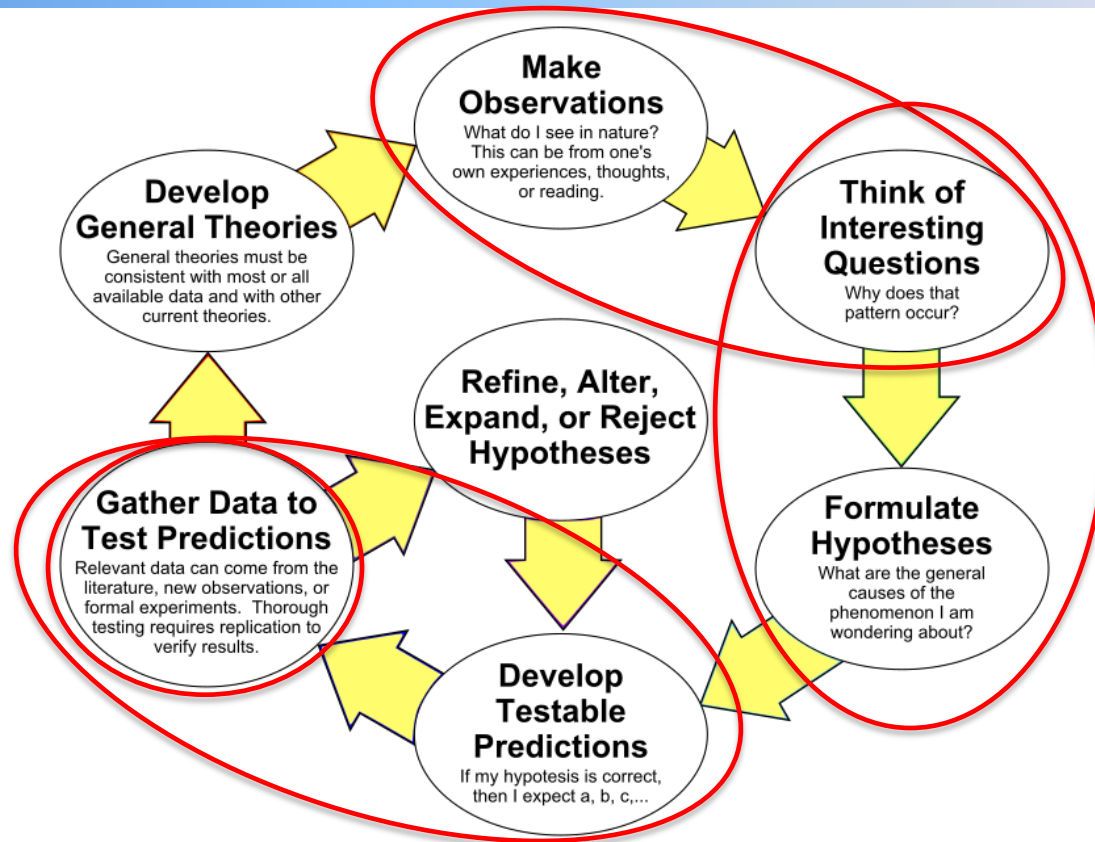 Make
Observations
What do I see in nature?
This can be from one's
own experiences, thoughts,
or reading.
Think of
Interesting
Questions
Why does that
pattern occur?
Formulate
Hypotheses
What are the general
causes of the
phenomenon I am
wondering about?
Develop
Testable
Predictions
If my hypotesis is correct,
then I expect a, b, c,...
Gather Data to
Test Predictions
Relevant data can come from the
literature, new observations, or
formal experiments.  Thorough
testing requires replication to
verify results.
Refine, Alter,
Expand, or Reject
Hypotheses
Develop
General Theories
General theories must be
consistent with most or all
available data and with other
current theories.